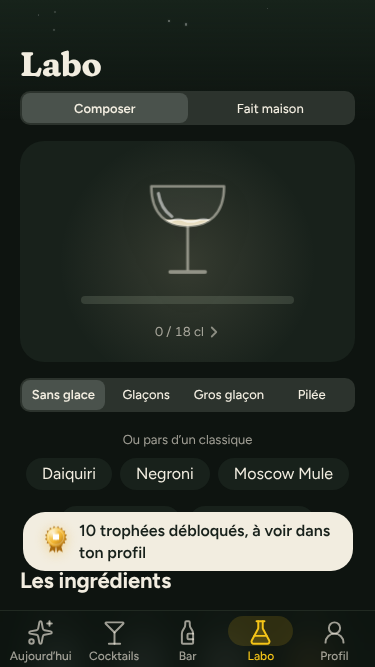 Labo
Composer
Fait maison
0 / 18 cl
Sans glace
Glaçons
Gros glaçon
Pilée
Ou pars d'un classique
Daiquiri
Negroni
Moscow Mule
10 trophées débloqués, à voir dans
ton profil
Les ingrédients
Aujourd'hui
Cocktails
Bar
Labo
Profil